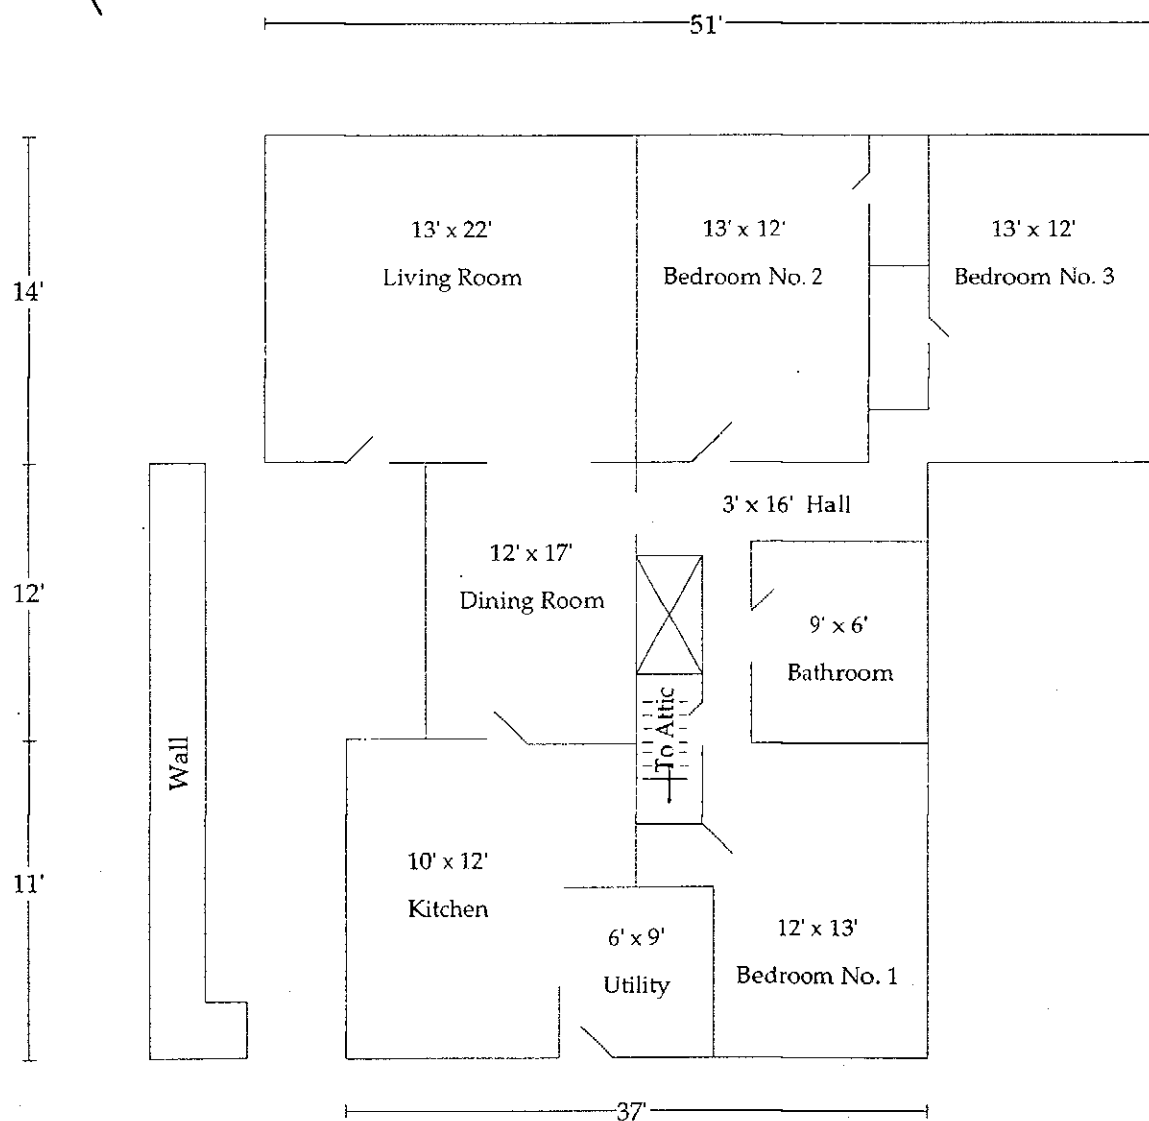 51'
13' x 22'
Living Room
13' x 12'
Bedroom No. 2
13' x 12'
Bedroom No. 3
14'
3' x 16' Hall
12' x 17'
Dining Room
12'
9' x 6'
Bathroom
To Attic
Wall
10' x 12'
Kitchen
11'
6' x 9'
Utility
12' x 13'
Bedroom No. 1
37'